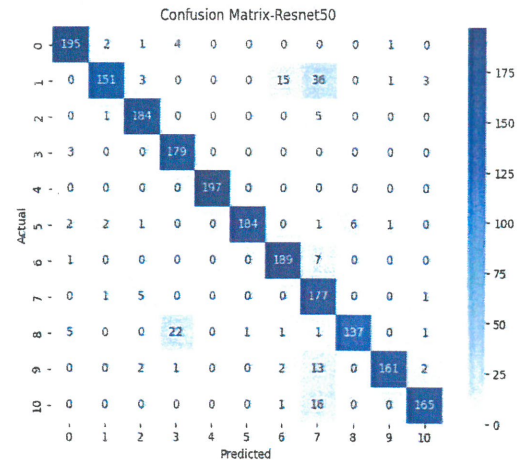 Confusion Matrix-Resnet50
0 - 195 2 1 4 0 0 0 0 0 1 0
1 - 0 151 3 0 0 0 15 36 0 1 3
2 - 0 1 184 0 0 0 0 5 0 0 0
3 - 3 0 0 179 0 0 0 0 0 0 0
4 - 0 0 0 0 197 0 0 0 0 0 0
5 - 2 2 1 0 0 184 0 1 6 1 0
6 - 1 0 0 0 0 0 189 7 0 0 0
7 - 0 1 5 0 0 0 0 177 0 0 1
8 - 5 0 0 22 0 1 1 1 137 0 1
9 - 0 0 2 1 0 0 2 13 0 161 2
10 - 0 0 0 0 0 0 1 16 0 0 165
0 1 2 3 4 5 6 7 8 9 10
Predicted
Actual
- 175
- 150
- 125
- 100
- 75
- 50
- 25
- 0